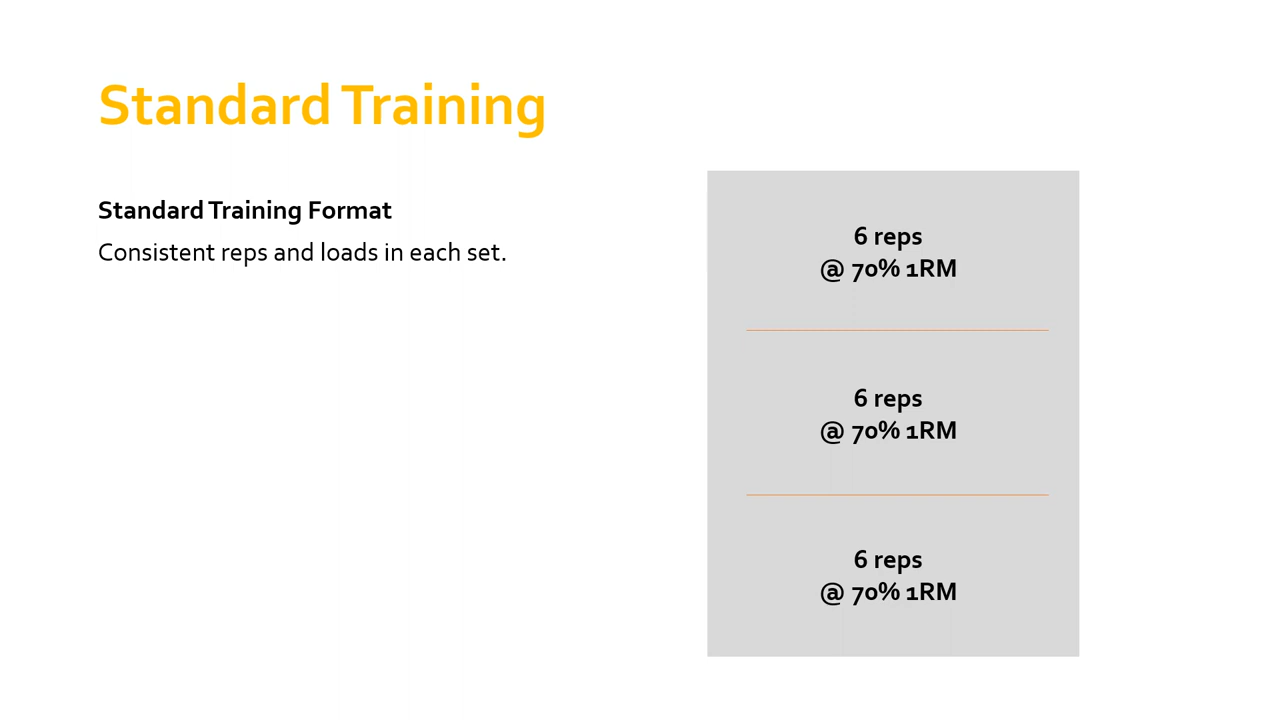 Standard Training
Standard Training Format
Consistent reps and loads in each set.
6 reps
@ 70% 1RM
6 reps
@ 70% 1RM
6 reps
@ 70% 1RM